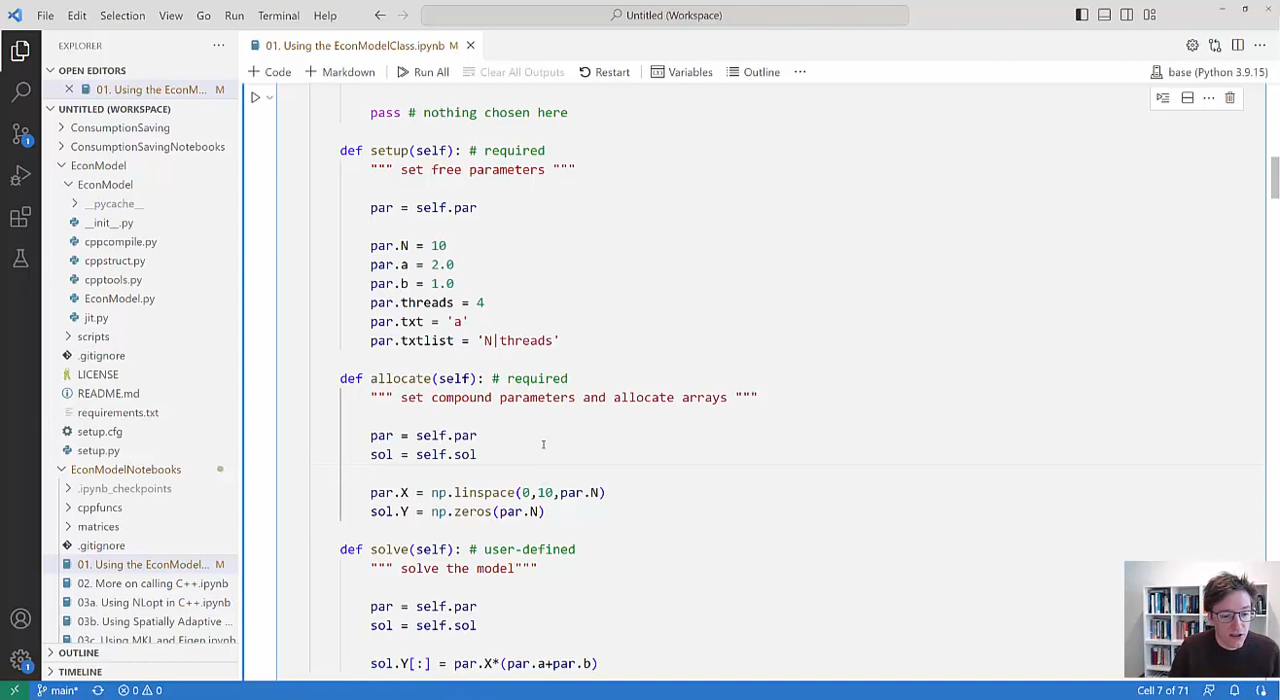 File Edit Selection View Go Run Terminal Help
Untitled (Workspace)
EXPLORER
01. Using the EconModelClass.ipynb M
OPEN EDITORS
01. Using the EconM... M
UNTITLED (WORKSPACE)
ConsumptionSaving
ConsumptionSavingNotebooks
EconModel
EconModel
__pycache__
__init__.py
cppcompile.py
cppstruct.py
cpptools.py
EconModel.py
jit.py
scripts
.gitignore
LICENSE
README.md
requirements.txt
setup.cfg
setup.py
EconModelNotebooks
.ipynb_checkpoints
cppfuncs
matrices
.gitignore
01. Using the EconModel... M
02. More on calling C++.ipynb
03a. Using NLopt in C++.ipynb
03b. Using Spatially Adaptive ...
03c. Using MKL and Eigen.ipynb
OUTLINE
TIMELINE
Code Markdown Run All Clear All Outputs Restart Variables Outline
base (Python 3.9.15)
pass # nothing chosen here
def setup(self): # required
""" set free parameters """
par = self.par
par.N = 10
par.a = 2.0
par.b = 1.0
par.threads = 4
par.txt = 'a'
par.txtlist = 'N|threads'
def allocate(self): # required
""" set compound parameters and allocate arrays """
par = self.par
sol = self.sol
par.X = np.linspace(0,10,par.N)
sol.Y = np.zeros(par.N)
def solve(self): # user-defined
""" solve the model"""
par = self.par
sol = self.sol
sol.Y[:] = par.X*(par.a+par.b)
1
1
main* 0 0
Cell 7 of 71